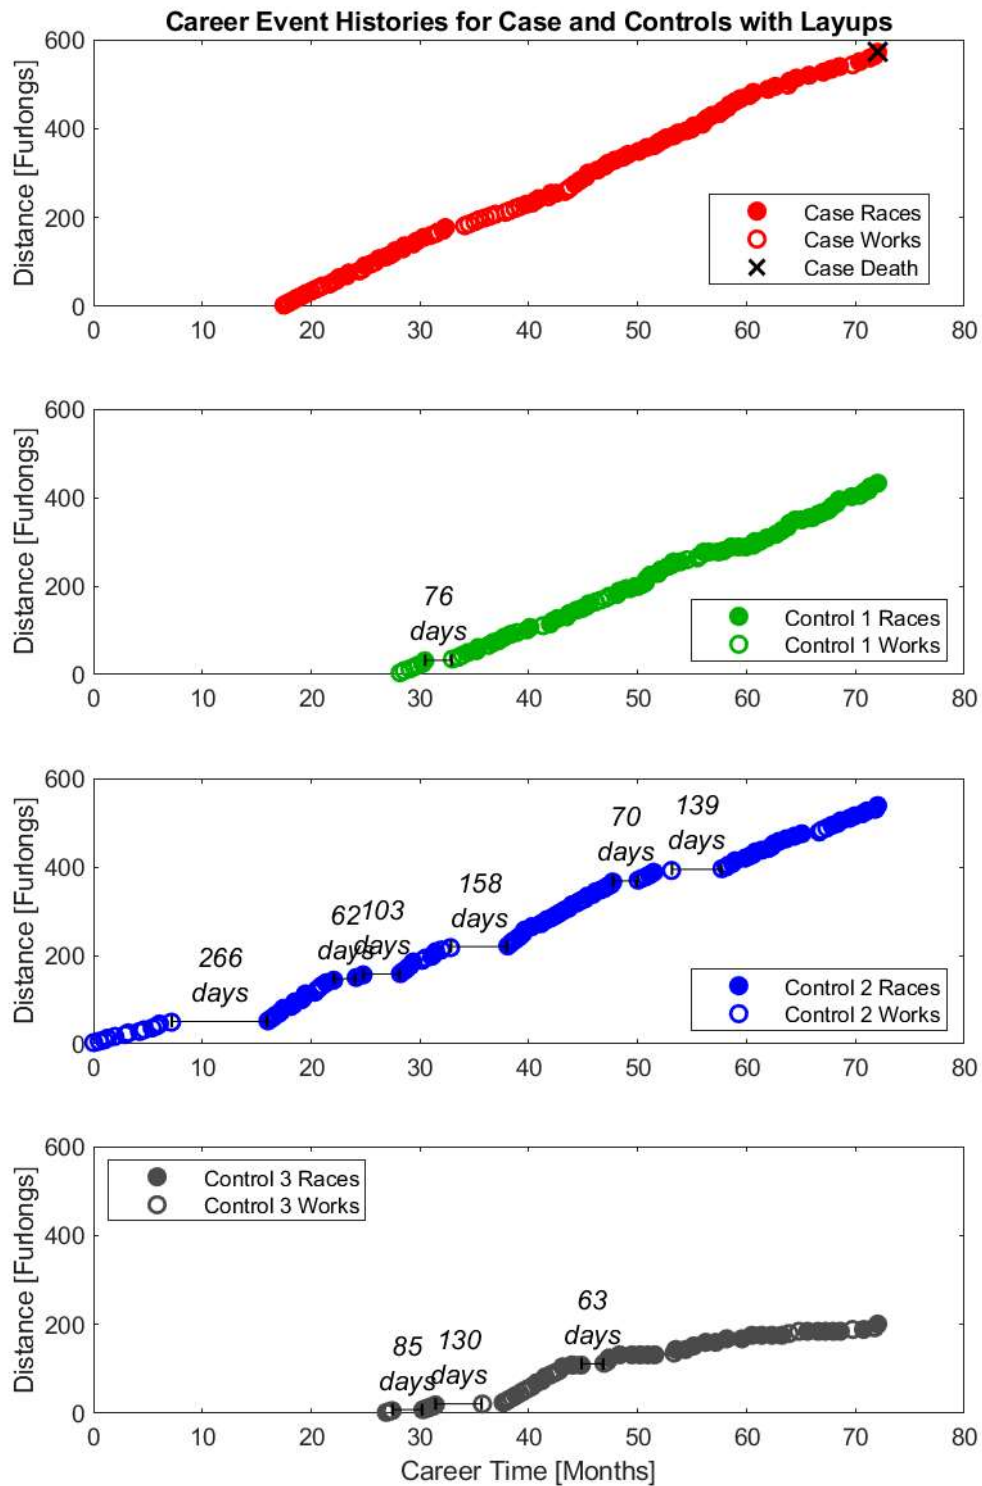 Career Event Histories for Case and Controls with Layups
600
400
200
0
Distance [Furlongs]
Case Races
Case Works
Case Death
0 10 20 30 40 50 60 70 80
600
400
200
0
Distance [Furlongs]
76
days
Control 1 Races
Control 1 Works
0 10 20 30 40 50 60 70 80
600
400
200
0
Distance [Furlongs]
266
days
62
days
103
days
158
days
70
days
139
days
Control 2 Races
Control 2 Works
0 10 20 30 40 50 60 70 80
600
400
200
0
Distance [Furlongs]
Control 3 Races
Control 3 Works
85
days
130
days
63
days
0 10 20 30 40 50 60 70 80
Career Time [Months]